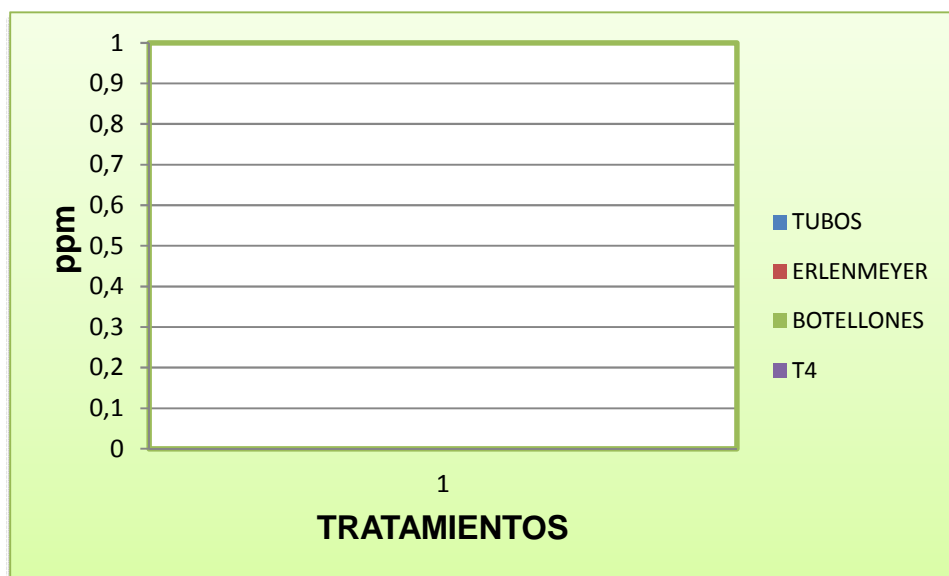 1
0,9
0,8
0,7
0,6
0,5
0,4
0,3
0,2
0,1
0
ppm
1
TRATAMIENTOS
TUBOS
ERLENMEYER
BOTELLONES
T4